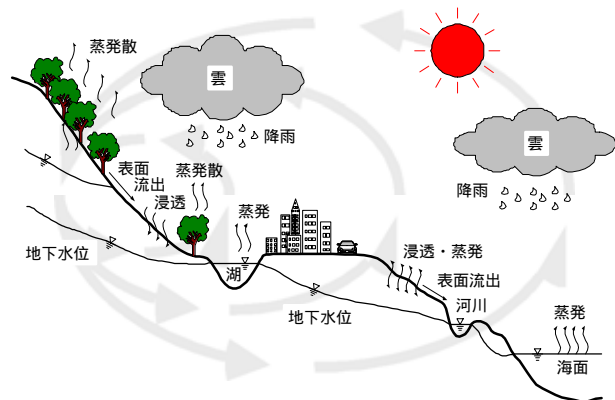 蒸発散
雲
降雨
雲
降雨
表面
流出
浸透
蒸発散
蒸発
地下水位
湖
浸透・蒸発
表面流出
河川
地下水位
蒸発
海面